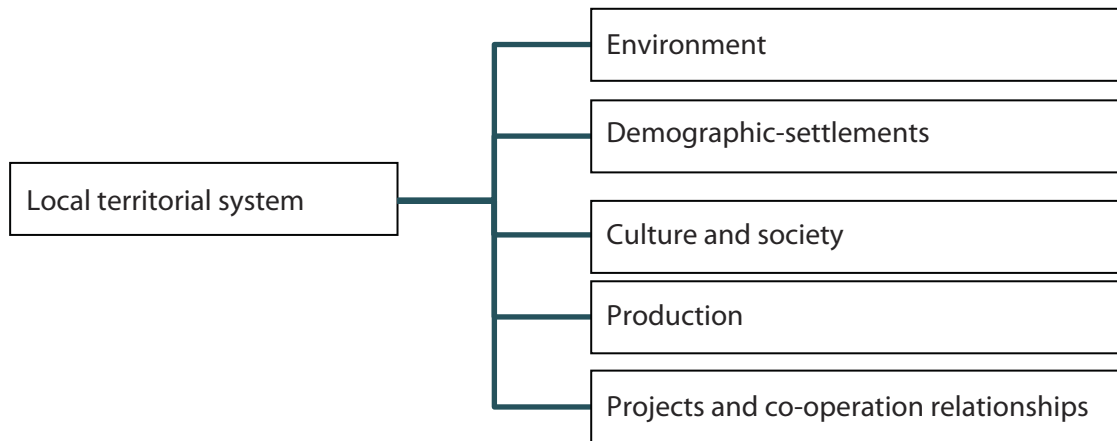 Environment
Demographic-settlements
Local territorial system
Culture and society
Production
Projects and co-operation relationships